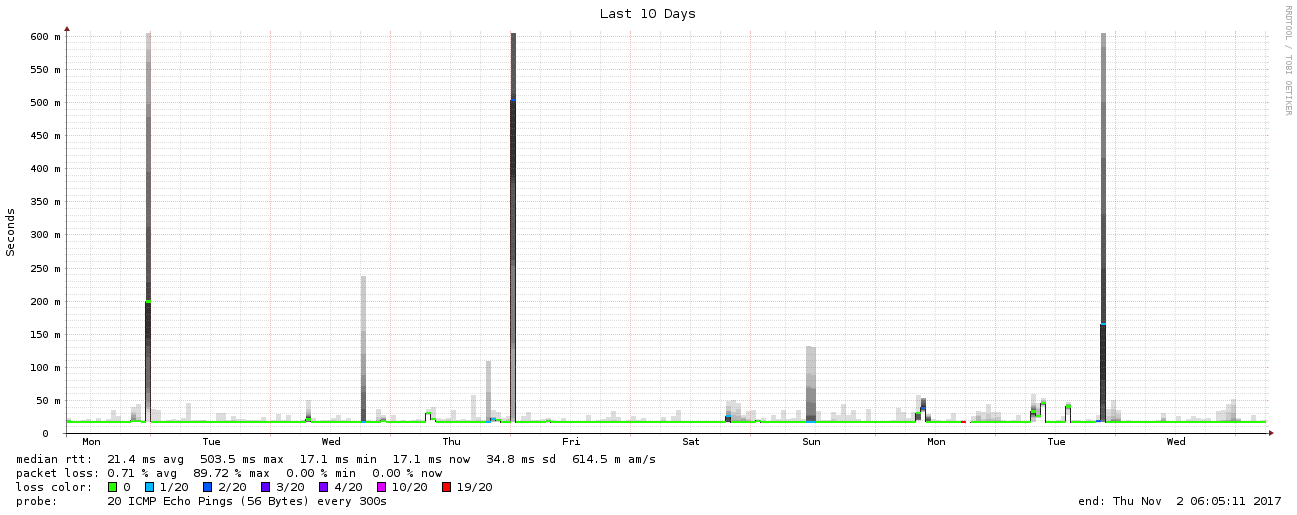 Last 10 Days
RRDTOOL / TOBI OETIKER
Seconds
600 m
550 m
500 m
450 m
400 m
350 m
300 m
250 m
200 m
150 m
100 m
50 m
0
Mon Tue Wed Thu Fri Sat Sun Mon Tue Wed
median rtt: 21.4 ms avg 503.5 ms max 17.1 ms min 17.1 ms now 34.8 ms sd 614.5 m am/s
packet loss: 0.71 % avg 89.72 % max 0.00 % min 0.00 % now
loss color: 0 1/20 2/20 3/20 4/20 10/20 19/20
probe: 20 ICMP Echo Pings (56 Bytes) every 300s end: Thu Nov 2 06:05:11 2017